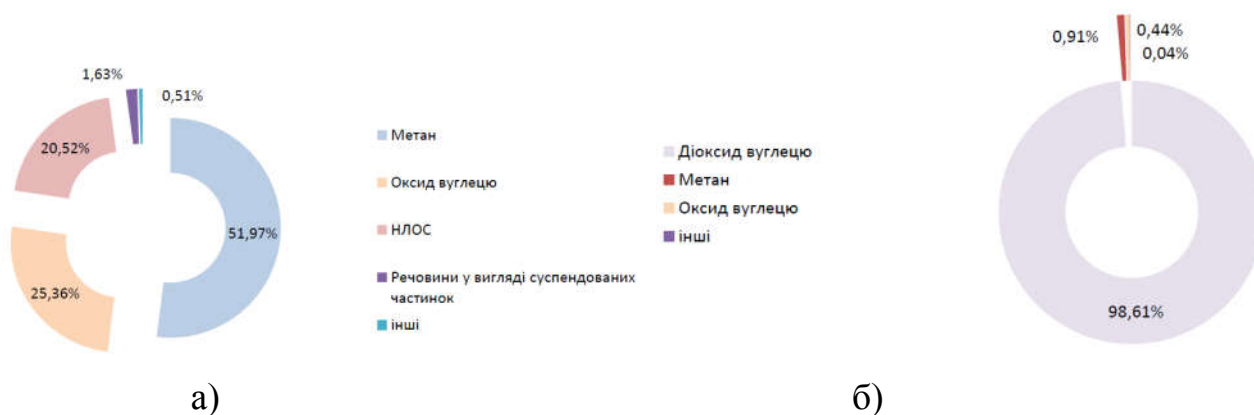 1,63%
0,51%
20,52%
51,97%
25,36%
Метан
Оксид вуглецю
НЛОС
Речовини у вигляді суспендованих
частинок
інші
а)
0,91%
0,44%
0,04%
Діоксид вуглецю
Метан
Оксид вуглецю
інші
98,61%
б)